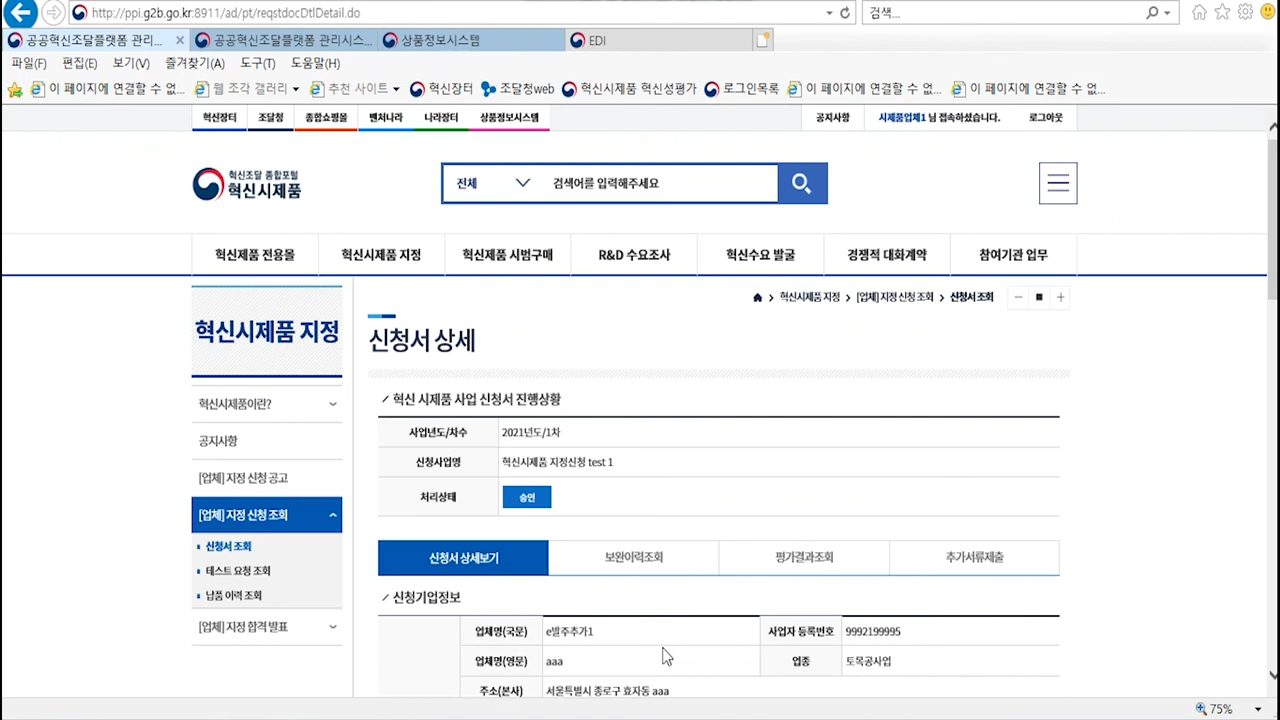 http://ppi.g2b.go.kr:8911/ad/pt/reqstdocDtlDetail.do
검색...
공공혁신조달플랫폼 관리...
공공혁신조달플랫폼 관리시스...
상품정보시스템
EDI
파일(F) 편집(E) 보기(V) 즐겨찾기(A) 도구(T) 도움말(H)
이 페이지에 연결할 수 없... 웹 조각 갤러리 추천 사이트 혁신장터 조달청web 혁신시제품 혁신성평가 로그인목록 이 페이지에 연결할 수 없... 이 페이지에 연결할 수 없...
혁신장터 조달청 종합쇼핑몰 벤처나라 나라장터 상품정보시스템 공지사항 시제품업체1 님 접속하셨습니다. 로그아웃
혁신조달 종합포털
혁신시제품
전체 검색어를 입력해주세요
혁신제품 전용몰 혁신시제품 지정 혁신제품 시범구매 R&D 수요조사 혁신수요 발굴 경쟁적 대화계약 참여기관 업무
혁신시제품 지정 > [업체] 지정 신청 조회 > 신청서 조회
혁신시제품 지정
혁신시제품이란?
공지사항
[업체] 지정 신청 공고
[업체] 지정 신청 조회
신청서 조회
테스트 요청 조회
납품 이력 조회
[업체] 지정 합격 발표
신청서 상세
혁신 시제품 사업 신청서 진행상황
사업년도/차수 2021년도/1차
신청사업명 혁신시제품 지정신청 test 1
처리상태 승인
신청서 상세보기 보완이력조회 평가결과조회 추가서류제출
신청기업정보
업체명(국문) e발주추가1 사업자 등록번호 9992199995
업체명(영문) aaa 업종 토목공사업
주소(본사) 서울특별시 종로구 효자동 aaa
75%